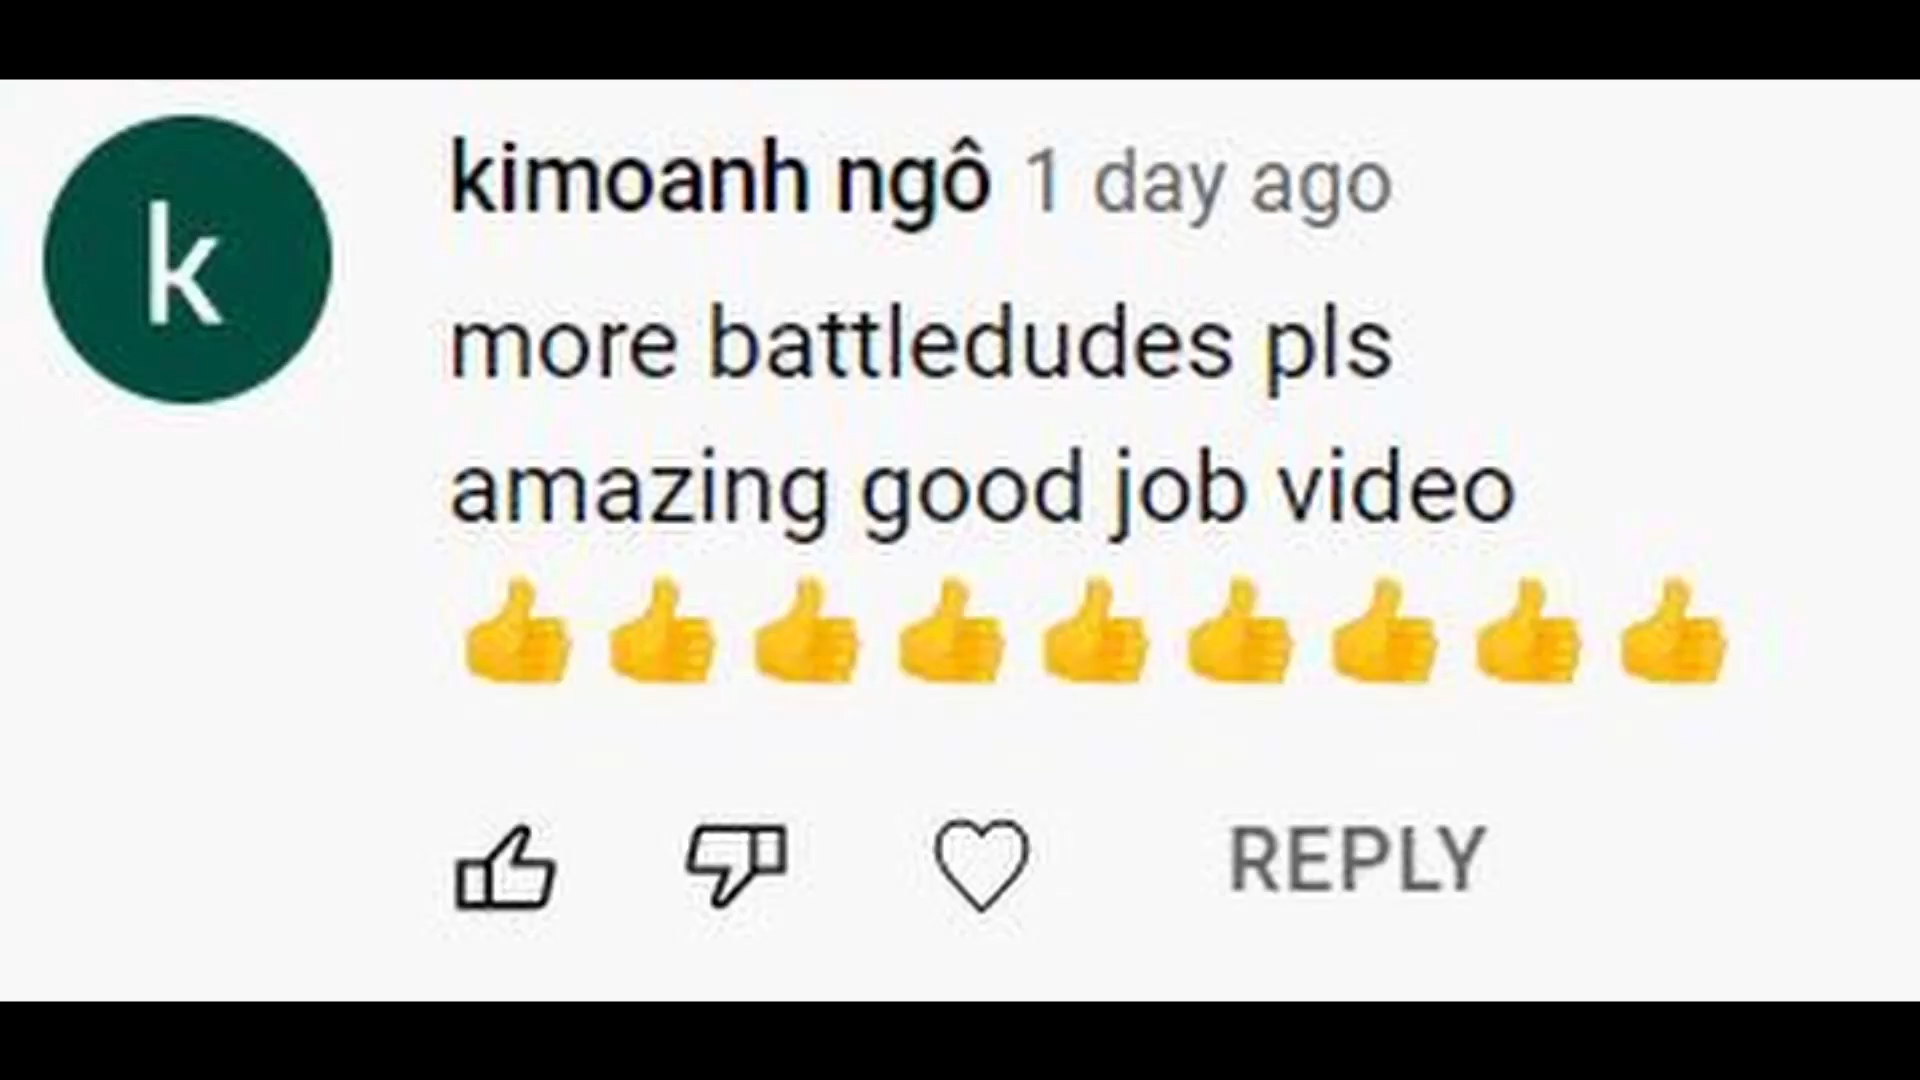 k
kimoanh ngô 1 day ago
more battledudes pls
amazing good job video
👍👍👍👍👍👍👍👍👍
REPLY